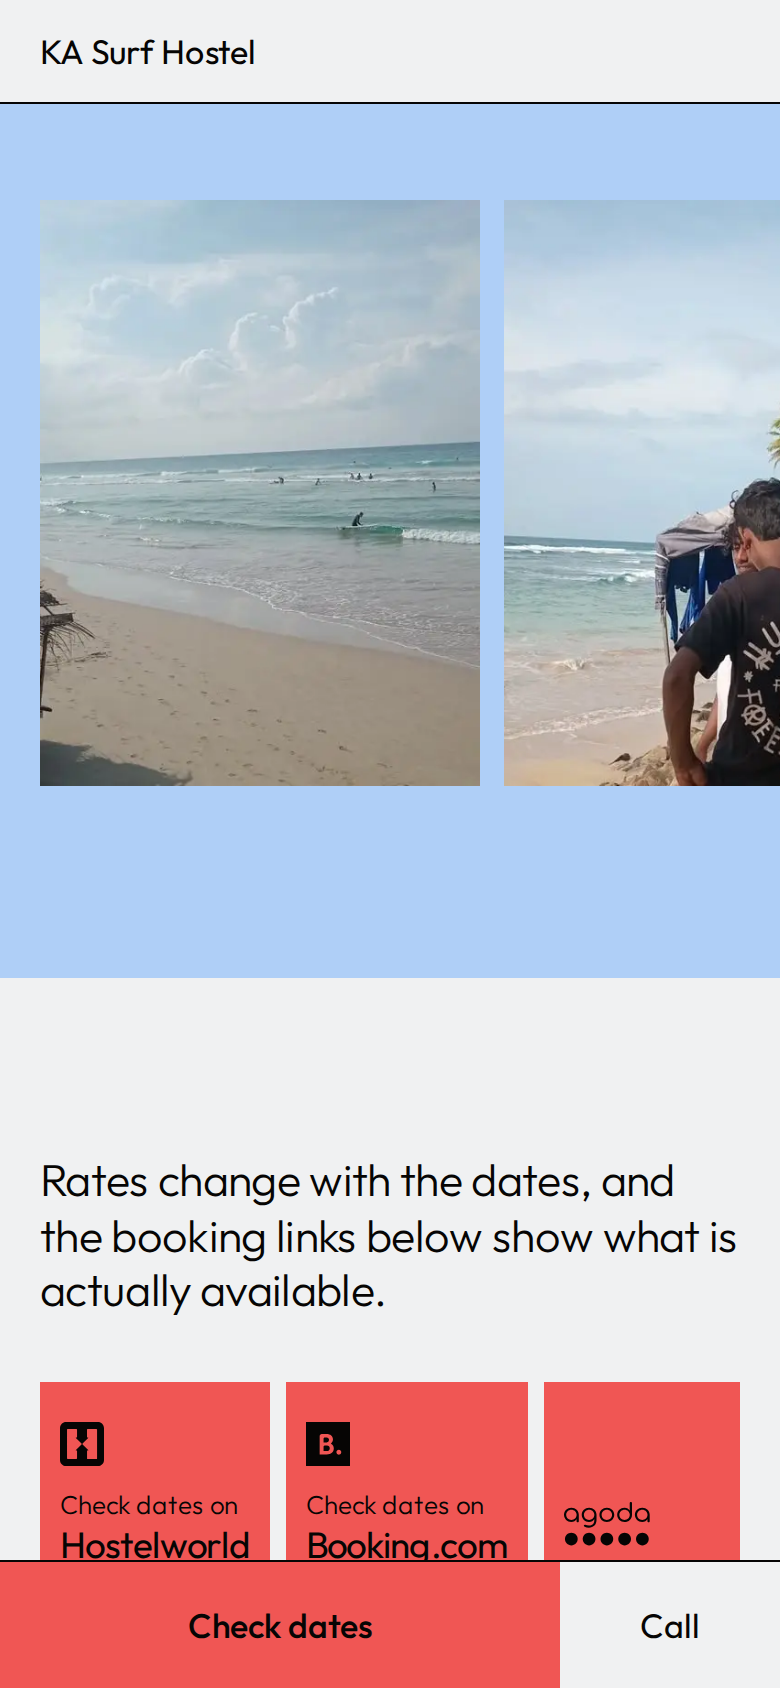 KA Surf Hostel
Rates change with the dates, and
the booking links below show what is
actually available.
B.
Check dates on
Hostelworld
Check dates on
Booking.com
agoda
Check dates
Call